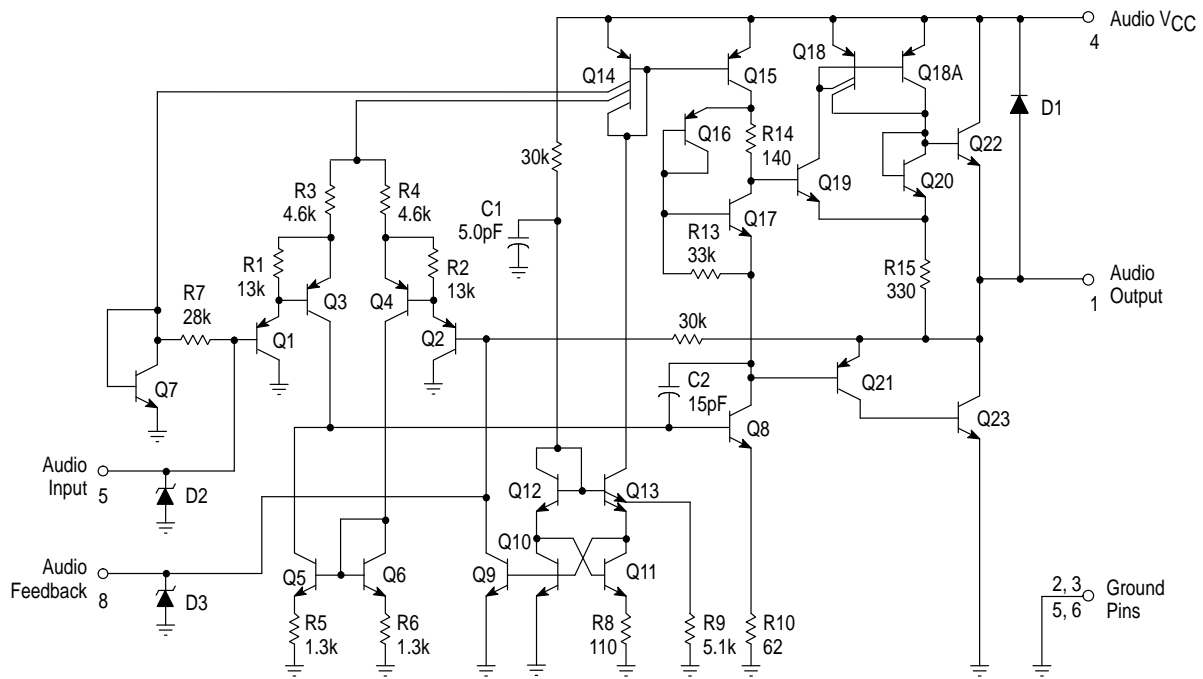 Audio VCC
4
Q18
Q14
Q15
Q18A
D1
Q16
R14
140
Q22
30k
Q19
Q20
R3
4.6k
R4
4.6k
C1
5.0pF
Q17
R13
33k
R1
13k
R2
13k
R15
330
Audio
Output
1
R7
28k
Q3
Q4
Q1
Q2
30k
Q7
C2
15pF
Q21
Q8
Q23
Audio
Input
5
D2
Q12
Q13
Q10
Audio
Feedback
8
D3
Q5
Q6
Q9
Q11
2, 3
5, 6
Ground
Pins
R5
1.3k
R6
1.3k
R8
110
R9
5.1k
R10
62